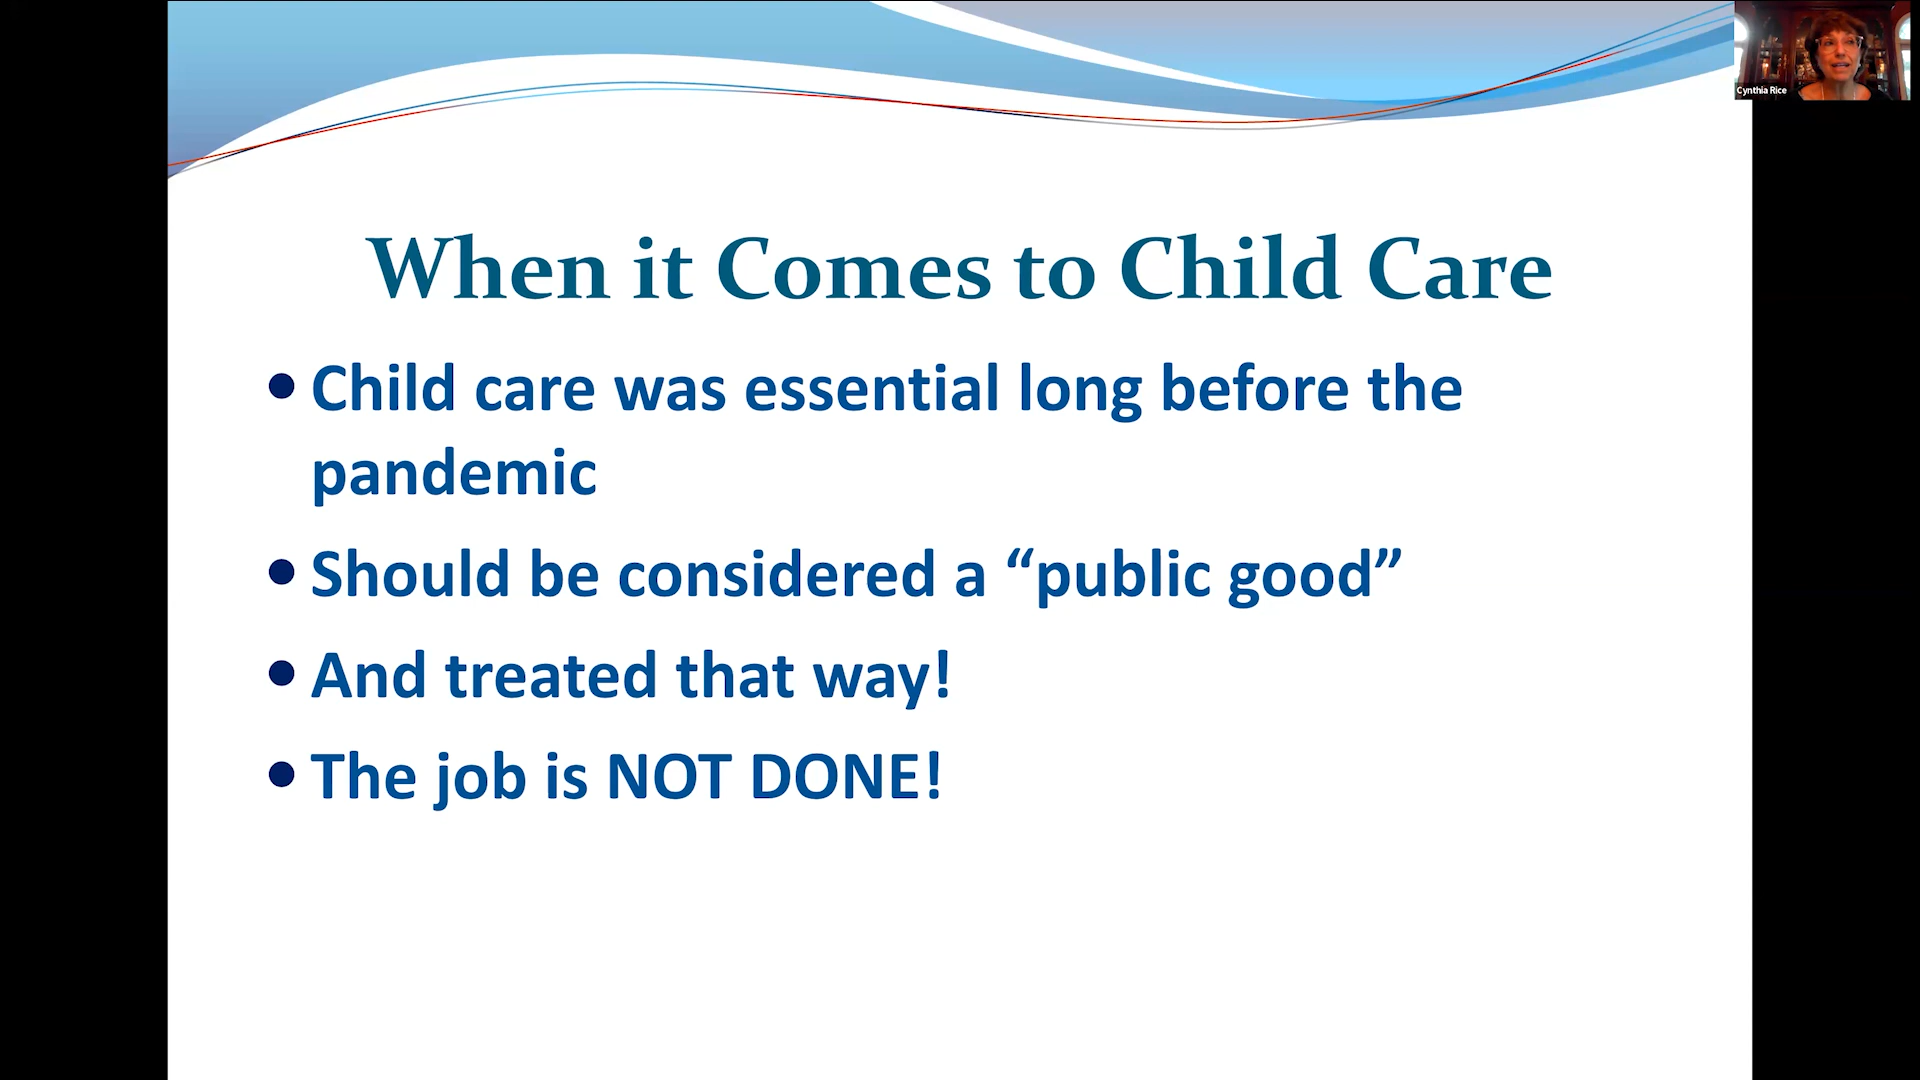 Cynthia Rice
When it Comes to Child Care
• Child care was essential long before the
pandemic
• Should be considered a “public good”
• And treated that way!
• The job is NOT DONE!